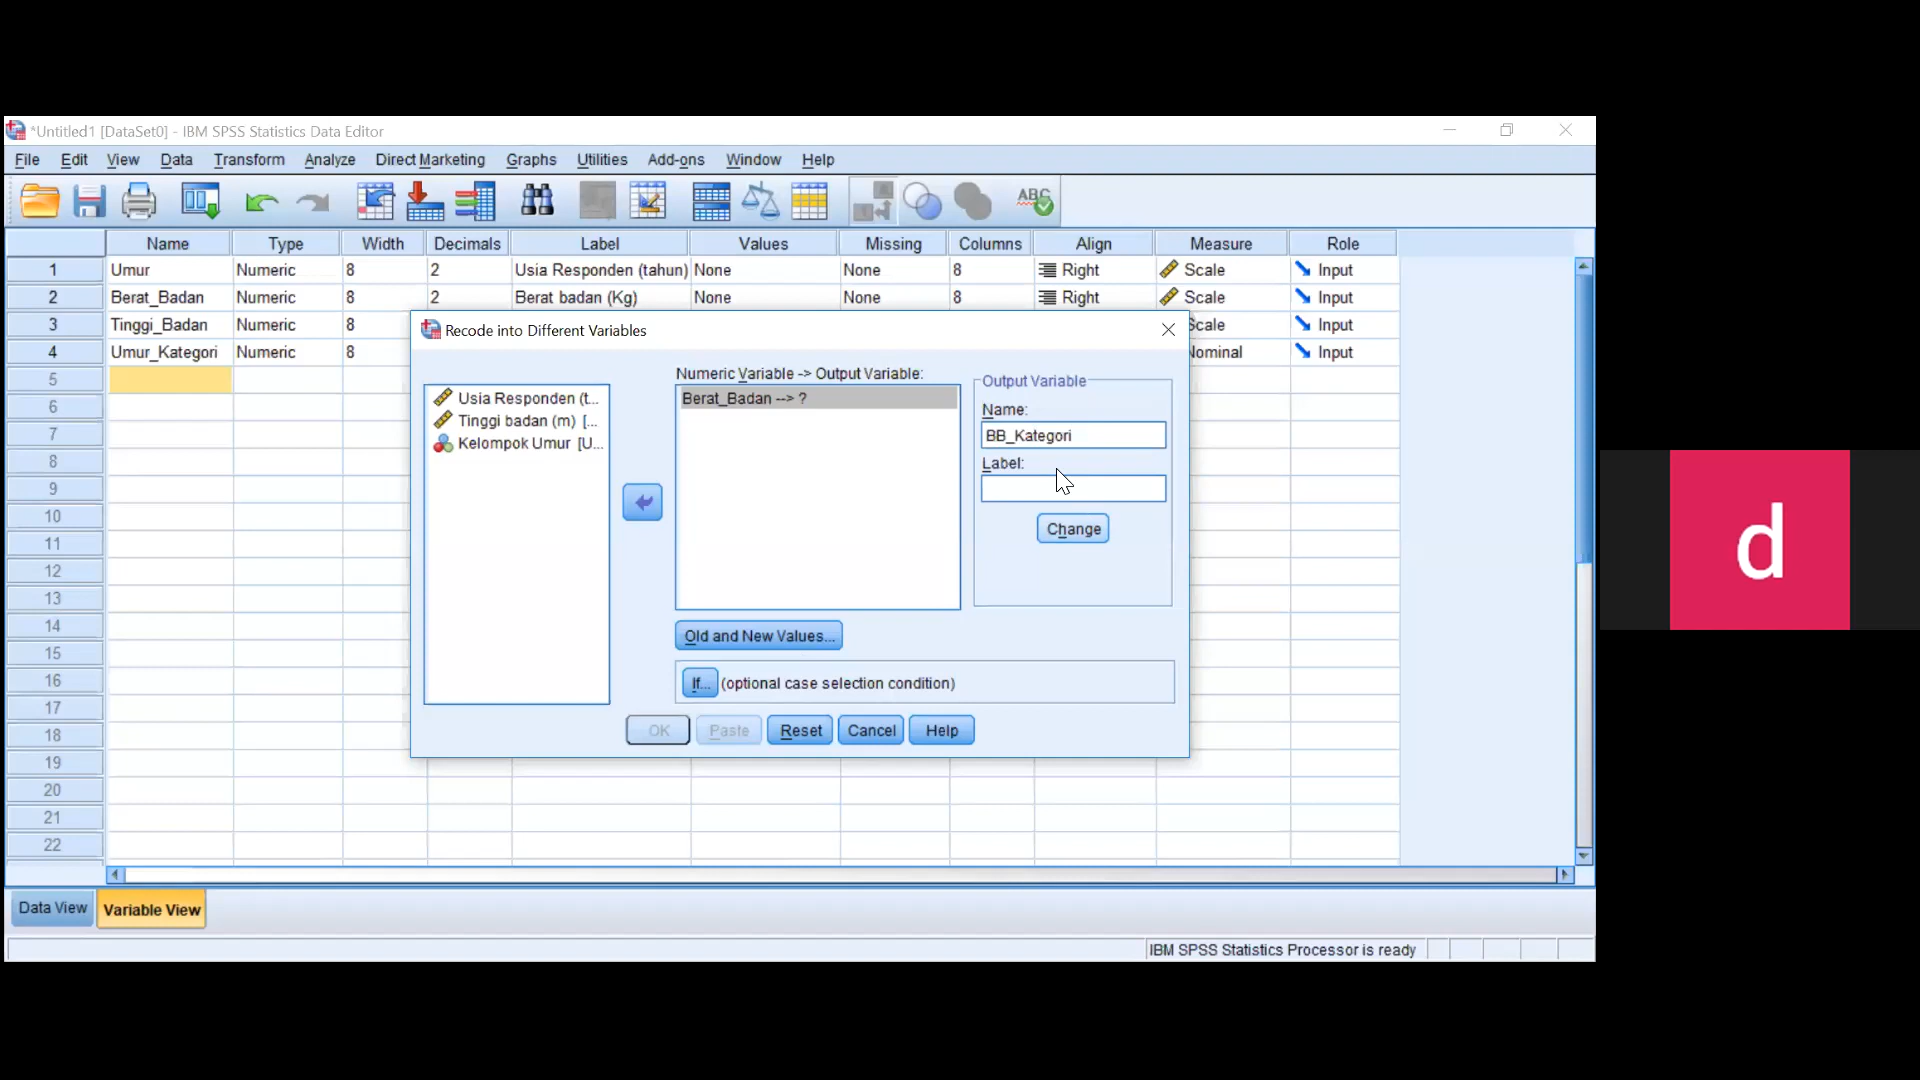 *Untitled1 [DataSet0] - IBM SPSS Statistics Data Editor
File Edit View Data Transform Analyze Direct Marketing Graphs Utilities Add-ons Window Help
ABC
Name Type Width Decimals Label Values Missing Columns Align Measure Role
1 Umur Numeric 8 2 Usia Responden (tahun) None None 8 Right Scale Input
2 Berat_Badan Numeric 8 2 Berat badan (Kg) None None 8 Right Scale Input
3 Tinggi_Badan Numeric 8 Scale Input
4 Umur_Kategori Numeric 8 Nominal Input
5
6
7
8
9
10
11
12
13
14
15
16
17
18
19
20
21
22
Recode into Different Variables
Usia Responden (t...
Tinggi badan (m) [...
Kelompok Umur [U...
Numeric Variable -> Output Variable:
Berat_Badan --> ?
Output Variable
Name:
BB_Kategori
Label:
Change
Old and New Values...
If... (optional case selection condition)
OK Paste Reset Cancel Help
Data View Variable View
IBM SPSS Statistics Processor is ready
d